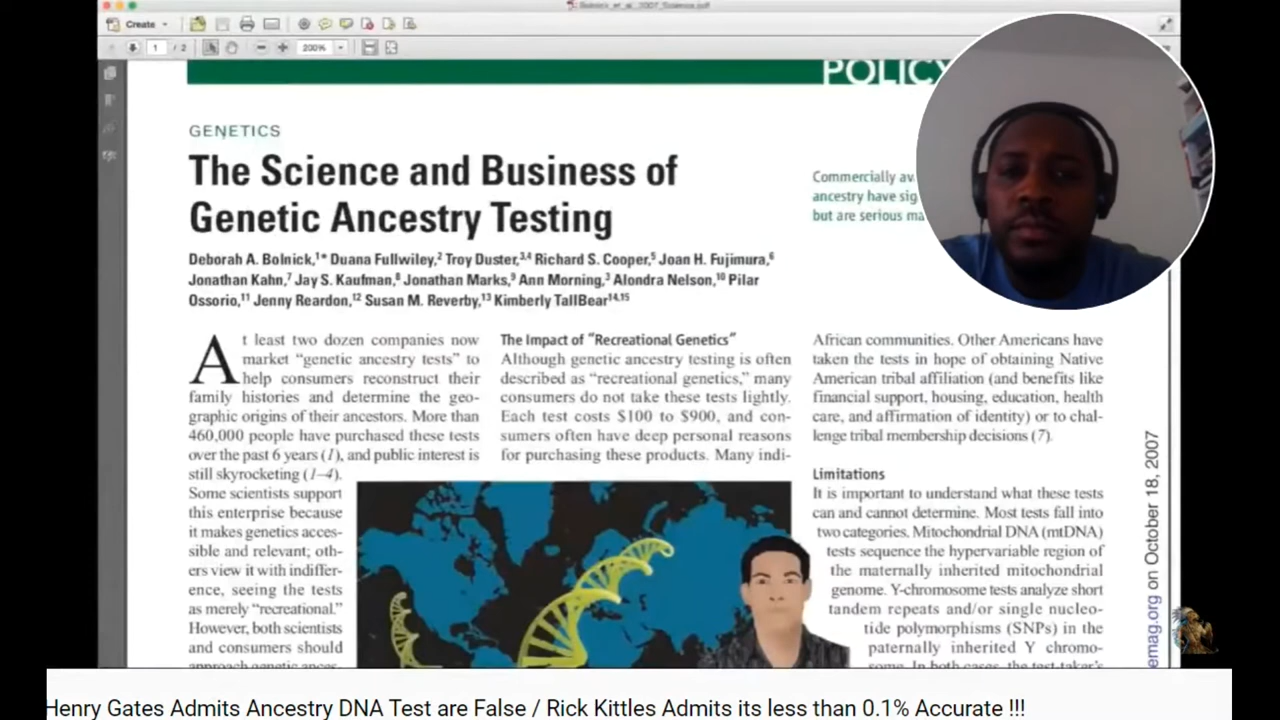 Bolnick_et_al_2007_Science.pdf
Create
1 / 2
200%
POLICY
GENETICS
The Science and Business of
Genetic Ancestry Testing
Deborah A. Bolnick,¹* Duana Fullwiley,² Troy Duster,³,⁴ Richard S. Cooper,⁵ Joan H. Fujimura,⁶
Jonathan Kahn,⁷ Jay S. Kaufman,⁸ Jonathan Marks,⁹ Ann Morning,³ Alondra Nelson,¹⁰ Pilar
Ossorio,¹¹ Jenny Reardon,¹² Susan M. Reverby,¹³ Kimberly TallBear¹⁴,¹⁵
Commercially av
ancestry have sig
but are serious ma
At least two dozen companies now
market “genetic ancestry tests” to
help consumers reconstruct their
family histories and determine the geo-
graphic origins of their ancestors. More than
460,000 people have purchased these tests
over the past 6 years (1), and public interest is
still skyrocketing (1–4).
Some scientists support
this enterprise because
it makes genetics acces-
sible and relevant; oth-
ers view it with indiffer-
ence, seeing the tests
as merely “recreational.”
However, both scientists
and consumers should
approach genetic ances-
The Impact of “Recreational Genetics”
Although genetic ancestry testing is often
described as “recreational genetics,” many
consumers do not take these tests lightly.
Each test costs $100 to $900, and con-
sumers often have deep personal reasons
for purchasing these products. Many indi-
African communities. Other Americans have
taken the tests in hope of obtaining Native
American tribal affiliation (and benefits like
financial support, housing, education, health
care, and affirmation of identity) or to chal-
lenge tribal membership decisions (7).
Limitations
It is important to understand what these tests
can and cannot determine. Most tests fall into
two categories. Mitochondrial DNA (mtDNA)
tests sequence the hypervariable region of
the maternally inherited mitochondrial
genome. Y-chromosome tests analyze short
tandem repeats and/or single nucleo-
tide polymorphisms (SNPs) in the
paternally inherited Y chromo-
some. In both cases, the test-taker's
emag.org on October 18, 2007
Henry Gates Admits Ancestry DNA Test are False / Rick Kittles Admits its less than 0.1% Accurate !!!